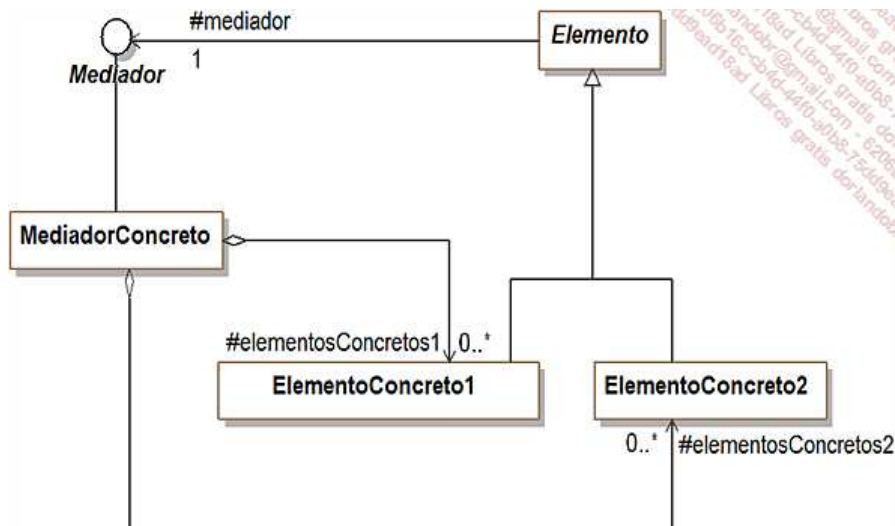 #mediador
Elemento
1
Mediador
MediadorConcreto
#elementosConcretos1 0..*
ElementoConcreto1
ElementoConcreto2
0..* #elementosConcretos2